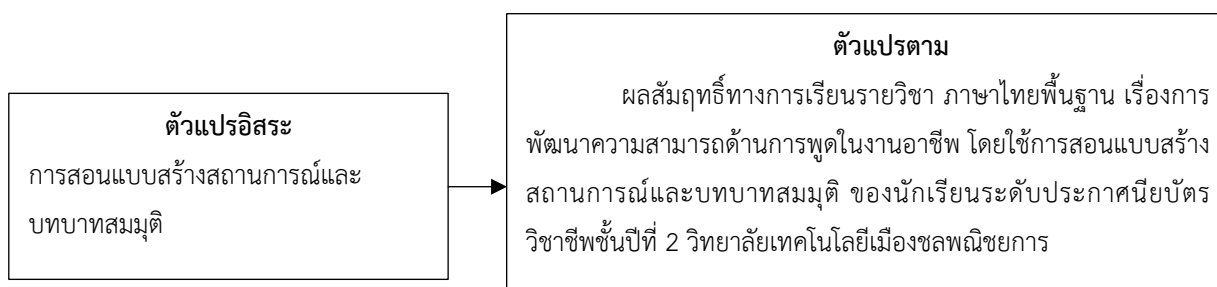 ตัวแปรอิสระ
การสอนแบบสร้างสถานการณ์และ
บทบาทสมมุติ
ตัวแปรตาม
ผลสัมฤทธิ์ทางการเรียนรายวิชา ภาษาไทยพื้นฐาน เรื่องการ
พัฒนาความสามารถด้านการพูดในงานอาชีพ โดยใช้การสอนแบบสร้าง
สถานการณ์และบทบาทสมมุติ ของนักเรียนระดับประกาศนียบัตร
วิชาชีพชั้นปีที่ 2 วิทยาลัยเทคโนโลยีเมืองชลพณิชยการ